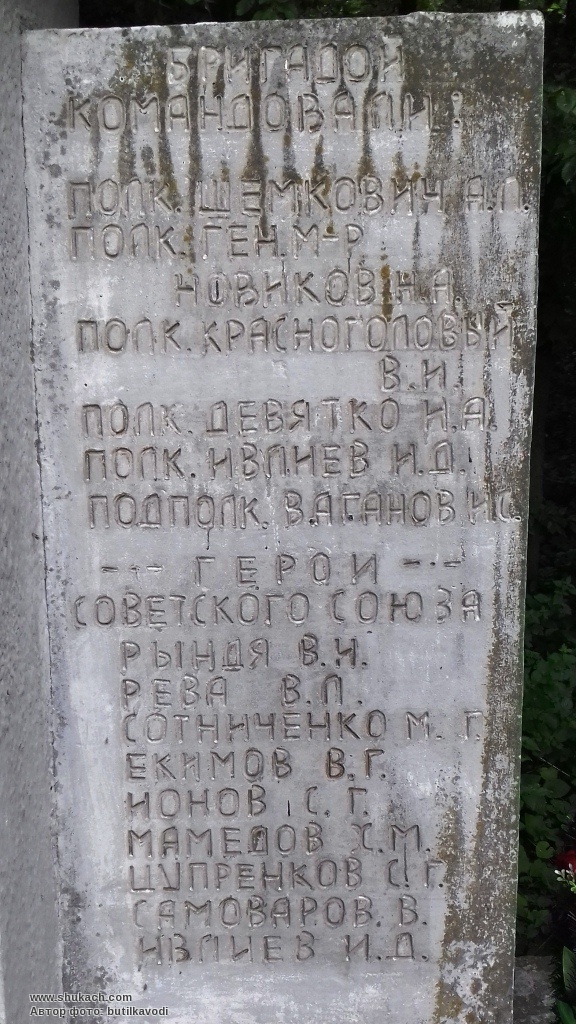 БРИГАДОЙ
КОМАНДОВАЛИ:
ПОЛК. ШЕМКОВИЧ А.Л.
ПОЛК. ГЕН. М-Р
НОВИКОВ Н.А.
ПОЛК. КРАСНОГОЛОВЫЙ
В.И.
ПОЛК. ДЕВЯТКО И.А.
ПОЛК. ИВЛИЕВ И.Д.
ПОДПОЛК. ВАГАНОВ И.С.
-·- ГЕРОИ -·-
СОВЕТСКОГО СОЮЗА
РЫНДЯ В.И.
РЕВА В.П.
СОТНИЧЕНКО М. Г.
ЕКИМОВ В.Г.
ИОНОВ С. Г.
МАМЕДОВ Х.М.
ЦУПРЕНКОВ С Г.
САМОВАРОВ. В.
ИВЛИЕВ И.Д.
www.shukach.com
Автор фото: butilkavodi